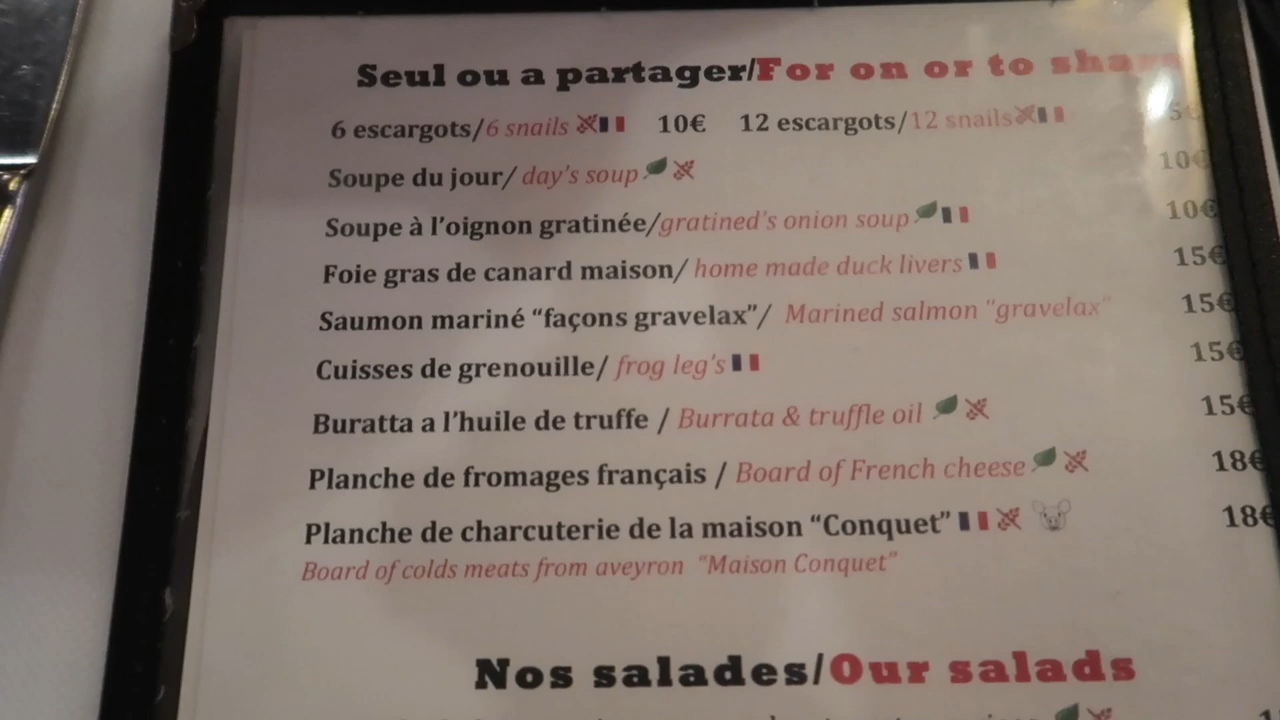 Seul ou a partager/For on or to share
6 escargots/6 snails 10€ 12 escargots/12 snails 5€
Soupe du jour/ day's soup 10€
Soupe à l'oignon gratinée/gratined's onion soup 10€
Foie gras de canard maison/ home made duck livers 15€
Saumon mariné “façons gravelax”/ Marined salmon “gravelax” 15€
Cuisses de grenouille/ frog leg's 15€
Buratta a l'huile de truffe / Burrata & truffle oil 15€
Planche de fromages français / Board of French cheese 18€
Planche de charcuterie de la maison “Conquet” 18€
Board of colds meats from aveyron “Maison Conquet”
Nos salades/Our salads